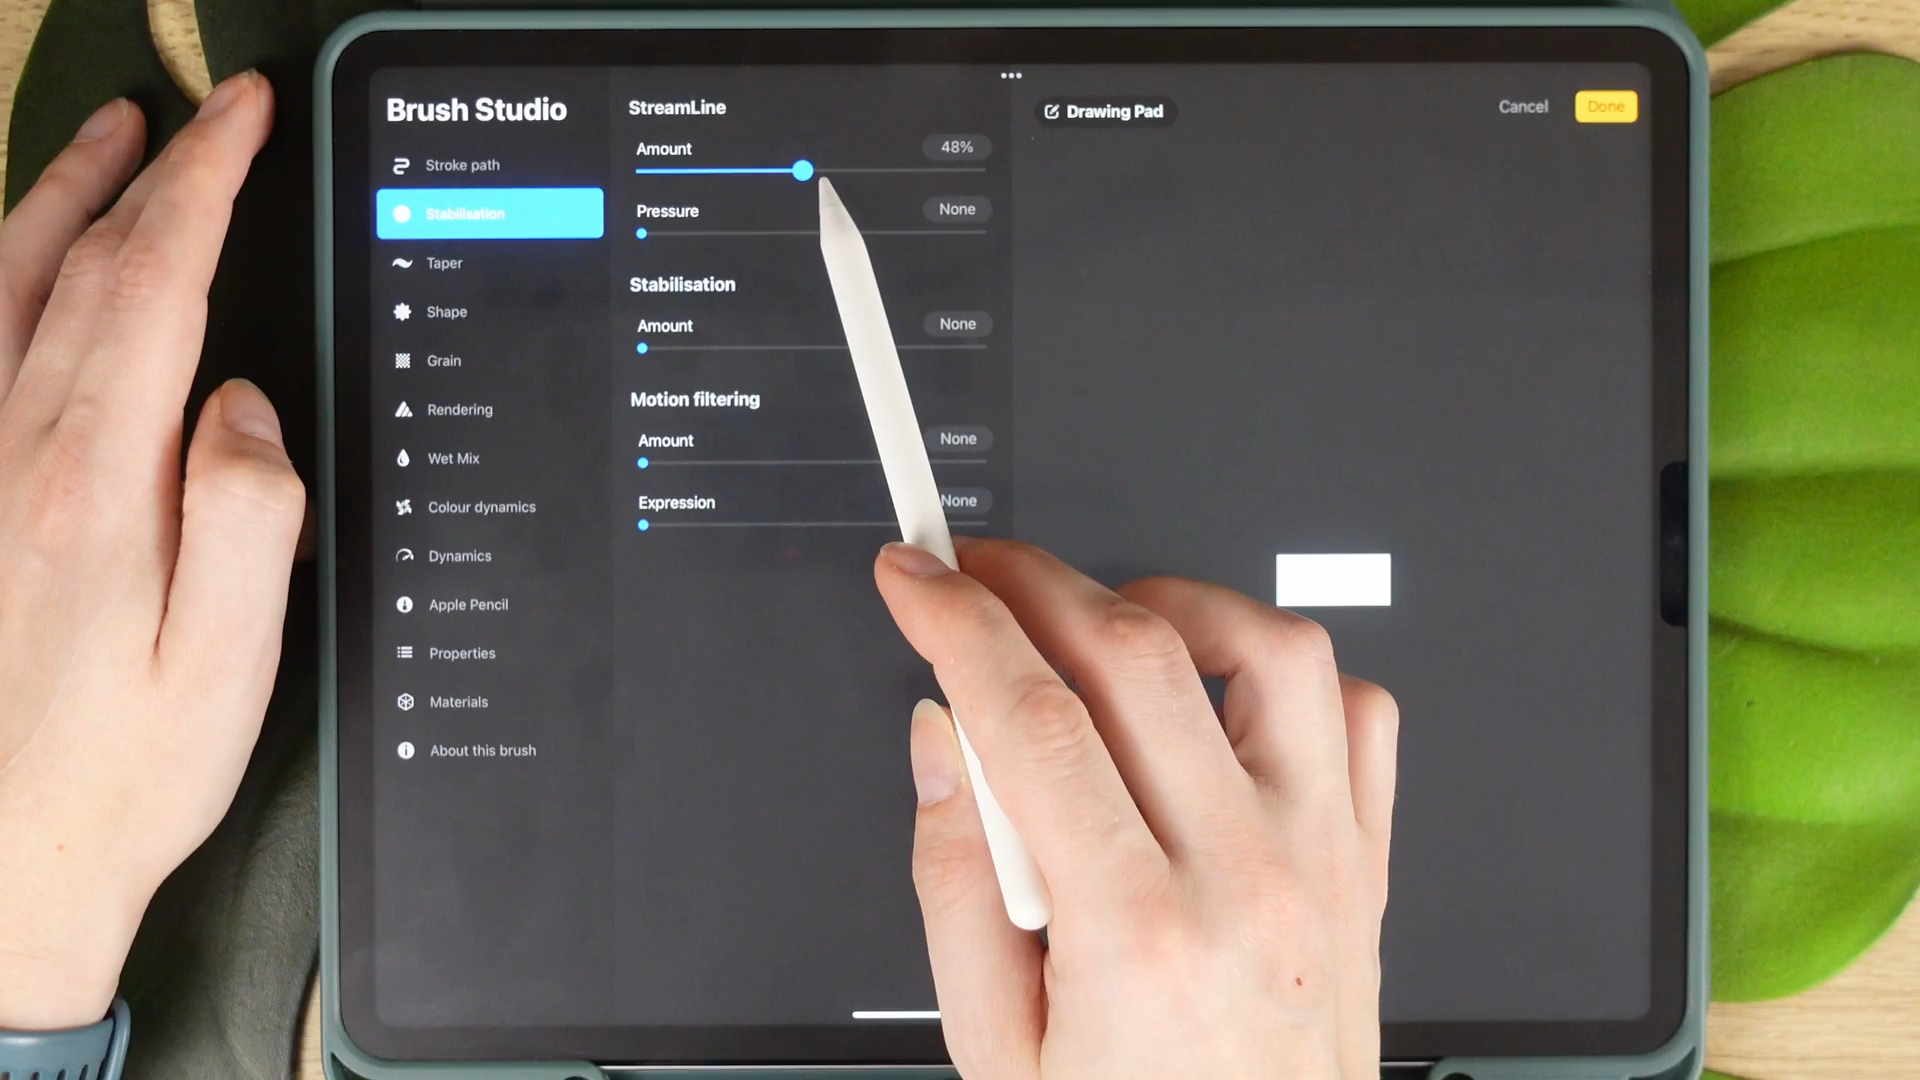 Brush Studio
Stroke path
Stabilisation
Taper
Shape
Grain
Rendering
Wet Mix
Colour dynamics
Dynamics
Apple Pencil
Properties
Materials
About this brush
StreamLine
Amount 48%
Pressure None
Stabilisation
Amount None
Motion filtering
Amount None
Expression None
Drawing Pad
Cancel
Done